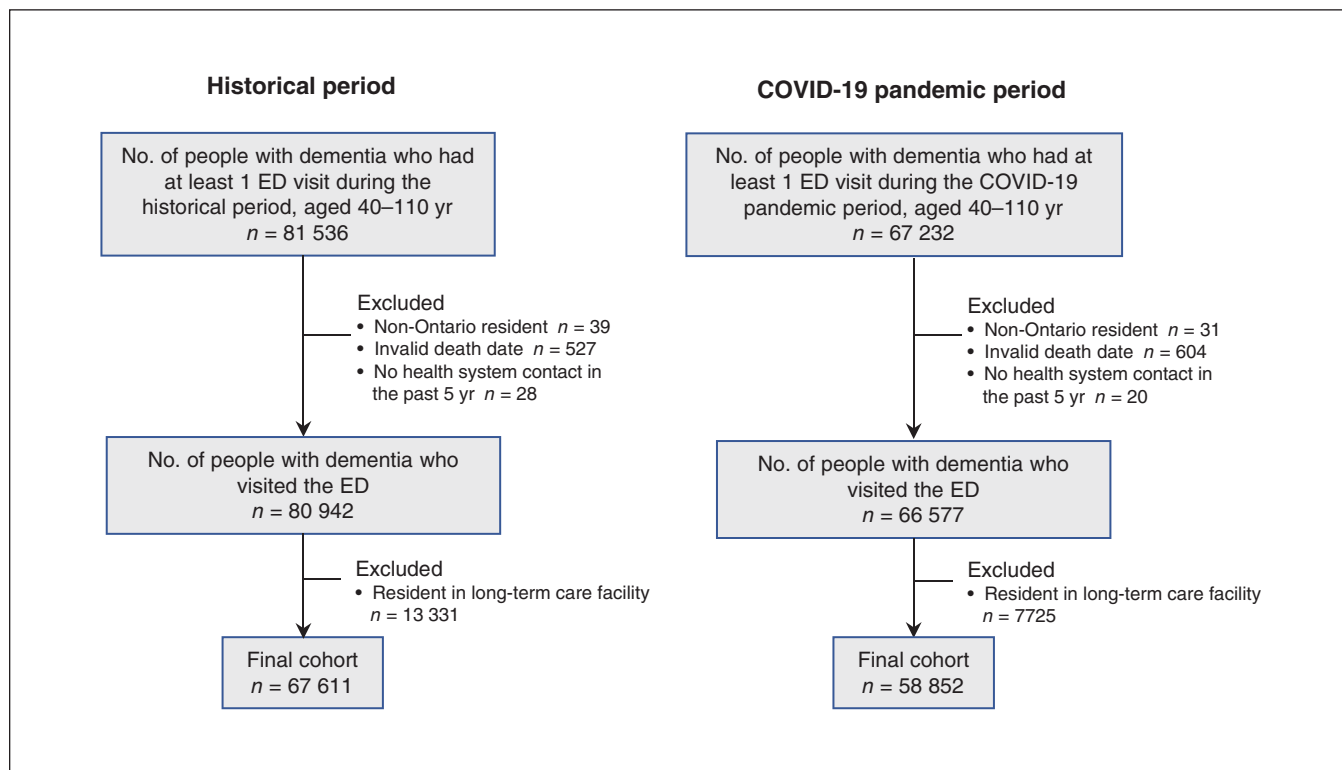 Historical period
No. of people with dementia who had
at least 1 ED visit during the
historical period, aged 40–110 yr
n = 81 536
Excluded
• Non-Ontario resident n = 39
• Invalid death date n = 527
• No health system contact in
the past 5 yr n = 28
No. of people with dementia who
visited the ED
n = 80 942
Excluded
• Resident in long-term care facility
n = 13 331
Final cohort
n = 67 611
COVID-19 pandemic period
No. of people with dementia who had at
least 1 ED visit during the COVID-19
pandemic period, aged 40–110 yr
n = 67 232
Excluded
• Non-Ontario resident n = 31
• Invalid death date n = 604
• No health system contact in
the past 5 yr n = 20
No. of people with dementia who
visited the ED
n = 66 577
Excluded
• Resident in long-term care facility
n = 7725
Final cohort
n = 58 852